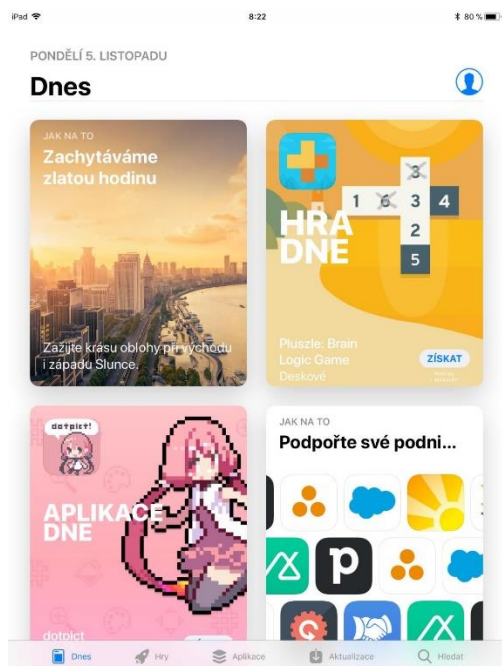 iPad
8:22
80 %
PONDĚLÍ 5. LISTOPADU
Dnes
JAK NA TO
Zachytáváme
zlatou hodinu
Zažijte krásu oblohy při východu
i západu Slunce.
3
1 6 3 4
2
5
HRA
DNE
Pluszle: Brain
Logic Game
Deskové
ZÍSKAT
dotpict!
APLIKACE
DNE
dotpict
JAK NA TO
Podpořte své podni...
p
Dnes
Hry
Aplikace
Aktualizace
Hledat